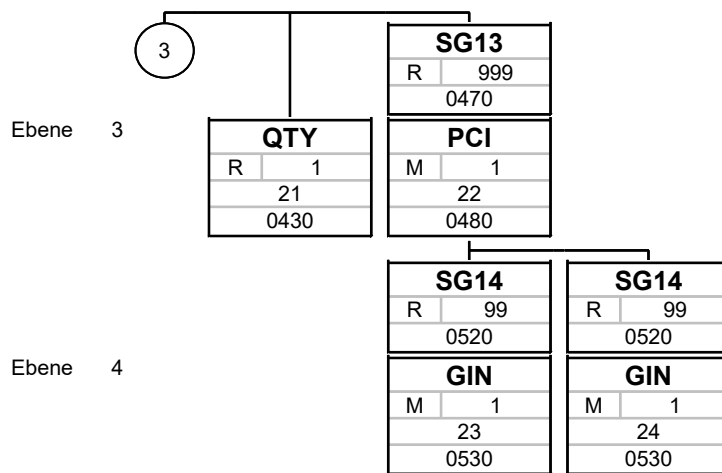 3
SG13
R 999
0470
Ebene 3
QTY
R 1
21
0430
PCI
M 1
22
0480
SG14
R 99
0520
SG14
R 99
0520
Ebene 4
GIN
M 1
23
0530
GIN
M 1
24
0530